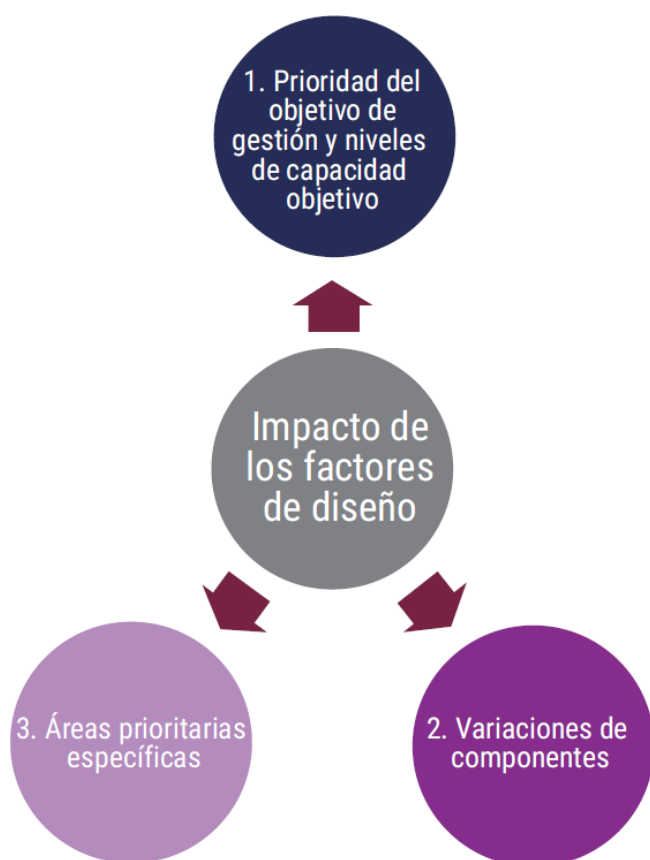 1. Prioridad del
objetivo de
gestión y niveles
de capacidad
objetivo
Impacto de
los factores
de diseño
3. Áreas prioritarias
específicas
2. Variaciones de
componentes